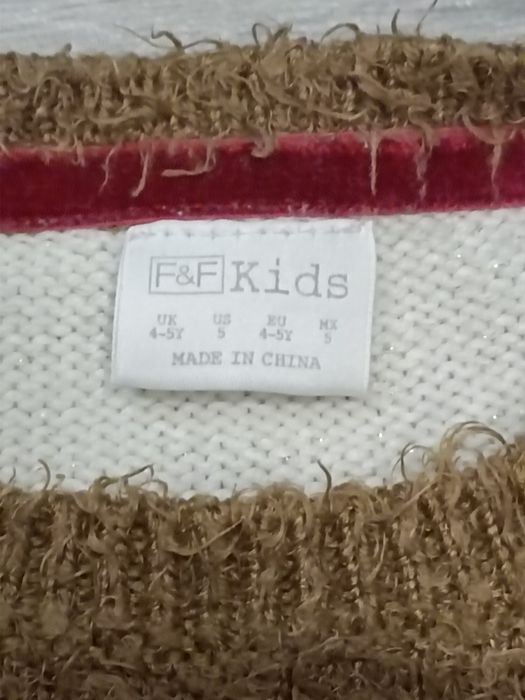 F&F Kids
UK US EU MX
4-5Y 5 4-5Y 5
MADE IN CHINA